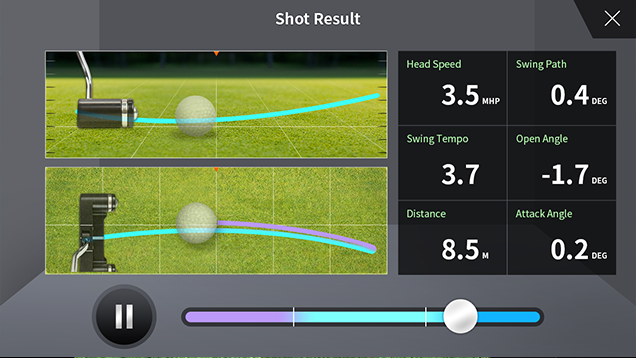 Shot Result
Head Speed
3.5 MHP
Swing Path
0.4 DEG
Swing Tempo
3.7
Open Angle
-1.7 DEG
Distance
8.5 M
Attack Angle
0.2 DEG